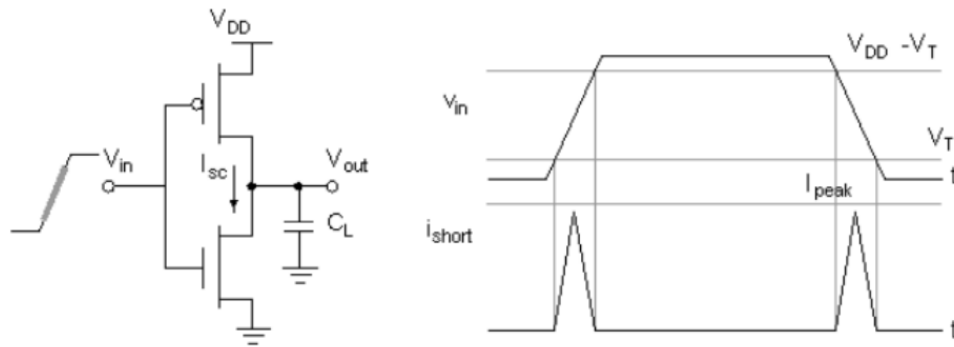 V_DD
V_in
I_sc
V_out
C_L
V_DD -V_T
v_in
V_T
t
I_peak
i_short
t